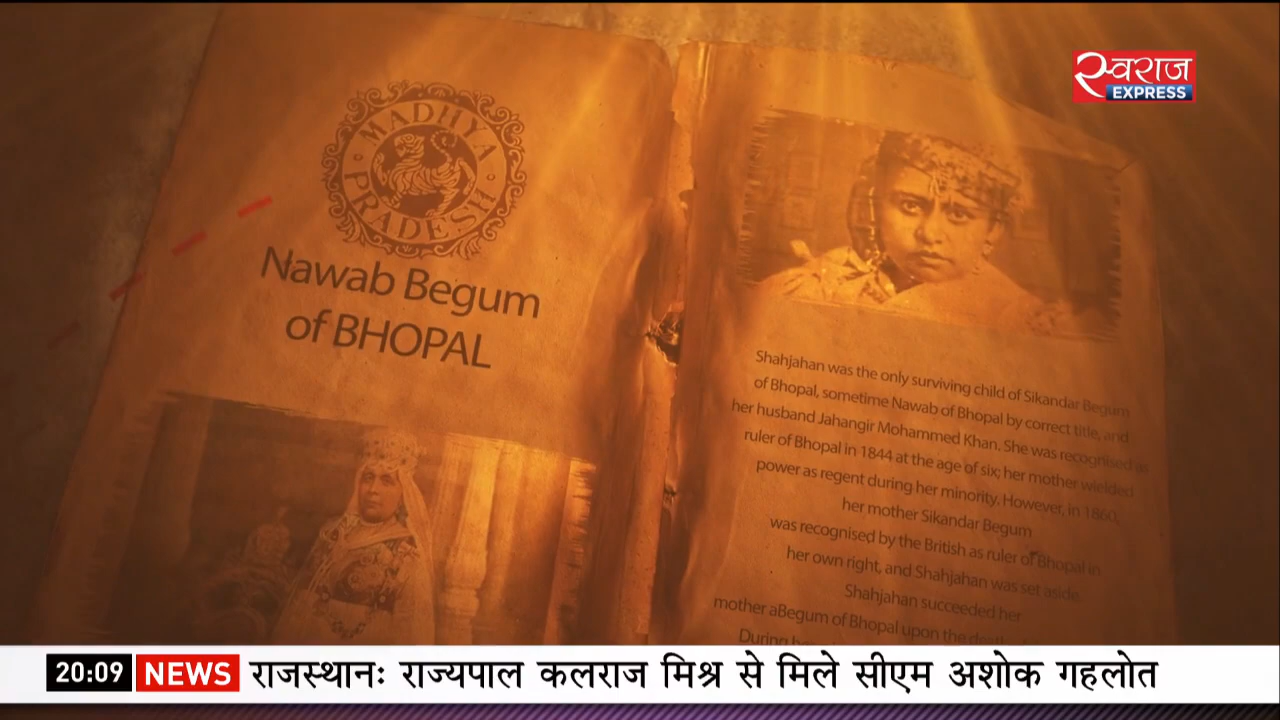 स्वराज
EXPRESS
MADHYA
PRADESH
Nawab Begum
of BHOPAL
Shahjahan was the only surviving child of Sikandar Begum
of Bhopal, sometime Nawab of Bhopal by correct title, and
her husband Jahangir Mohammed Khan. She was recognised as
ruler of Bhopal in 1844 at the age of six; her mother wielded
power as regent during her minority. However, in 1860,
her mother Sikandar Begum
was recognised by the British as ruler of Bhopal in
her own right, and Shahjahan was set aside.
Shahjahan succeeded her
mother aBegum of Bhopal upon the death
During
20:09 NEWS राजस्थानः राज्यपाल कलराज मिश्र से मिले सीएम अशोक गहलोत